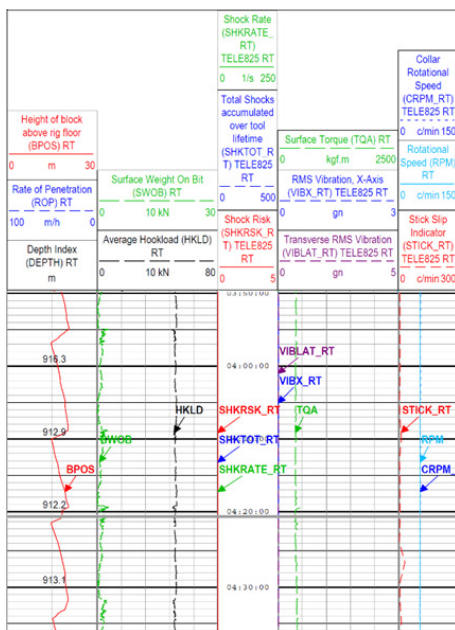 Shock Rate
(SHKRATE_
RT)
TELE825 RT
0 1/s 250
Total Shocks
accumulated
over tool
lifetime
(SHKTOT_R
T) TELE825
RT
0 500
Shock Risk
(SHKRSK_R
T) TELE825
RT
0 5
Collar
Rotational
Speed
(CRPM_RT)
TELE825 RT
0 c/min 150
Rotational
Speed (RPM)
RT
0 c/min 150
Stick Slip
Indicator
(STICK_RT)
TELE825 RT
0 c/min 300
Height of block
above rig floor
(BPOS) RT
0 m 30
Rate of Penetration
(ROP) RT
100 m/h 0
Depth Index
(DEPTH) RT
m
Surface Weight On Bit
(SWOB) RT
0 10 kN 30
Average Hookload (HKLD)
RT
0 10 kN 80
Surface Torque (TQA) RT
0 kgf.m 2500
RMS Vibration, X-Axis
(VIBX_RT) TELE825 RT
0 gn 3
Transverse RMS Vibration
(VIBLAT_RT) TELE825 RT
0 gn 5
03:50:00
VIBLAT_RT
916.3
04:00:00
VIBX_RT
HKLD
SHKRSK_RT
TQA
STICK_RT
912.9
SWOB
SHKTOT_RT
RPM
BPOS
SHKRATE_RT
CRPM_
912.2
04:20:00
913.1
04:30:00